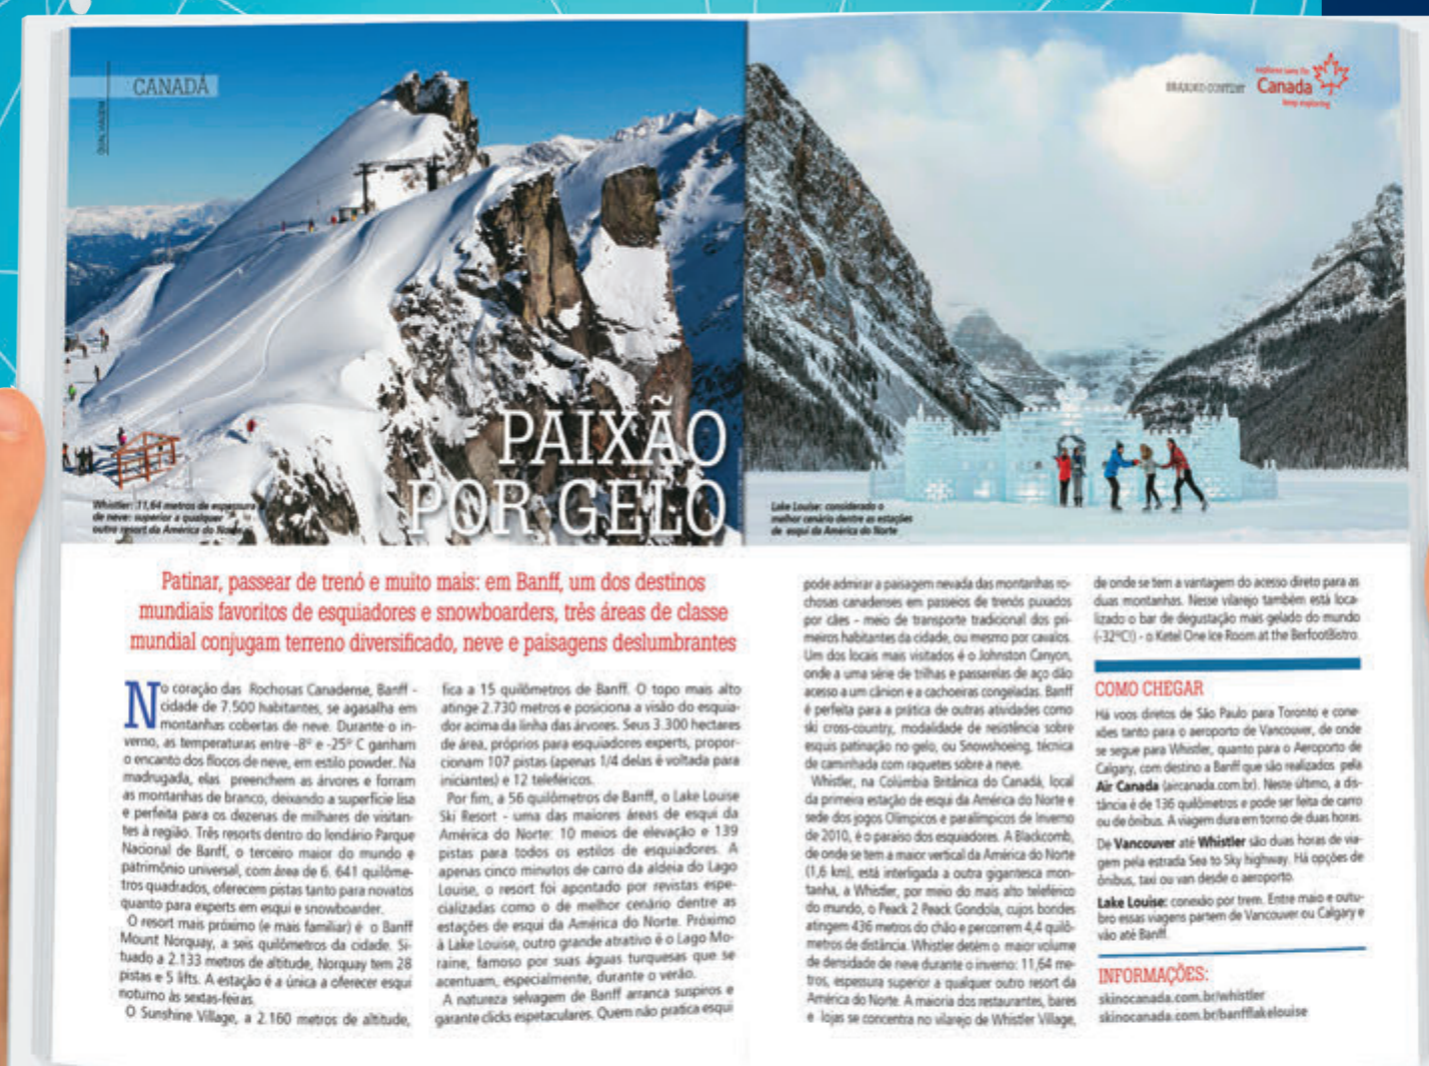 CANADÁ
BRANDED CONTENT
Canada
keep exploring
PAIXÃO
POR GELO
Whistler: 11,64 metros de espessura
de neve: superior a qualquer
outro resort da América do Norte
Lake Louise: considerado o
melhor cenário dentre as estações
de esqui da América do Norte
Patinar, passear de trenó e muito mais: em Banff, um dos destinos
mundiais favoritos de esquiadores e snowboarders, três áreas de classe
mundial conjugam terreno diversificado, neve e paisagens deslumbrantes
No coração das Rochosas Canadense, Banff -
cidade de 7.500 habitantes, se agasalha em
montanhas cobertas de neve. Durante o in-
verno, as temperaturas entre -8º e -25º C ganham
o encanto dos flocos de neve, em estilo powder. Na
madrugada, elas preenchem as árvores e forram
as montanhas de branco, deixando a superfície lisa
e perfeita para os dezenas de milhares de visitan-
tes à região. Três resorts dentro do lendário Parque
Nacional de Banff, o terceiro maior do mundo e
patrimônio universal, com área de 6. 641 quilôme-
tros quadrados, oferecem pistas tanto para novatos
quanto para experts em esqui e snowboarder.
O resort mais próximo (e mais familiar) é o Banff
Mount Norquay, a seis quilômetros da cidade. Si-
tuado a 2.133 metros de altitude, Norquay tem 28
pistas e 5 lifts. A estação é a única a oferecer esqui
noturno às sextas-feiras.
O Sunshine Village, a 2.160 metros de altitude,
fica a 15 quilômetros de Banff. O topo mais alto
atinge 2.730 metros e posiciona a visão do esquia-
dor acima da linha das árvores. Seus 3.300 hectares
de área, próprios para esquiadores experts, propor-
cionam 107 pistas (apenas 1/4 delas é voltada para
iniciantes) e 12 teleféricos.
Por fim, a 56 quilômetros de Banff, o Lake Louise
Ski Resort - uma das maiores áreas de esqui da
América do Norte: 10 meios de elevação e 139
pistas para todos os estilos de esquiadores. A
apenas cinco minutos de carro da aldeia do Lago
Louise, o resort foi apontado por revistas espe-
cializadas como o de melhor cenário dentre as
estações de esqui da América do Norte. Próximo
à Lake Louise, outro grande atrativo é o Lago Mo-
raine, famoso por suas águas turquesas que se
acentuam, especialmente, durante o verão.
A natureza selvagem de Banff arranca suspiros e
garante clicks espetaculares. Quem não pratica esqui
pode admirar a paisagem nevada das montanhas ro-
chosas canadenses em passeios de trenós puxados
por cães - meio de transporte tradicional dos pri-
meiros habitantes da cidade, ou mesmo por cavalos.
Um dos locais mais visitados é o Johnston Canyon,
onde a uma série de trilhas e passarelas de aço dão
acesso a um cânion e a cachoeiras congeladas. Banff
é perfeita para a prática de outras atividades como
ski cross-country, modalidade de resistência sobre
esquis patinação no gelo, ou Snowshoeing, técnica
de caminhada com raquetes sobre a neve.
Whistler, na Colúmbia Britânica do Canadá, local
da primeira estação de esqui da América do Norte e
sede dos jogos Olímpicos e paralímpicos de Inverno
de 2010, é o paraíso dos esquiadores. A Blackcomb,
de onde se tem a maior vertical da América do Norte
(1,6 km), está interligada a outra gigantesca mon-
tanha, a Whistler, por meio do mais alto teleférico
do mundo, o Peack 2 Peack Gondola, cujos bondes
atingem 436 metros do chão e percorrem 4,4 quilô-
metros de distância. Whistler detém o maior volume
de densidade de neve durante o inverno: 11,64 me-
tros, espessura superior a qualquer outro resort da
América do Norte. A maioria dos restaurantes, bares
e lojas se concentra no vilarejo de Whistler Village,
de onde se tem a vantagem do acesso direto para as
duas montanhas. Nesse vilarejo também está loca-
lizado o bar de degustação mais gelado do mundo
(-32ºC!) - o Ketel One Ice Room at the BerfootBistro.
COMO CHEGAR
Há voos diretos de São Paulo para Toronto e cone-
xões tanto para o aeroporto de Vancouver, de onde
se segue para Whistler, quanto para o Aeroporto de
Calgary, com destino a Banff que são realizados pela
Air Canada (aircanada.com.br). Neste último, a dis-
tância é de 136 quilômetros e pode ser feita de carro
ou de ônibus. A viagem dura em torno de duas horas.
De Vancouver até Whistler são duas horas de via-
gem pela estrada Sea to Sky highway. Há opções de
ônibus, taxi ou van desde o aeroporto.
Lake Louise: conexão por trem. Entre maio e outu-
bro essas viagens partem de Vancouver ou Calgary e
vão até Banff.
INFORMAÇÕES:
skinocanada.com.br/whistler
skinocanada.com.br/banfflakelouise